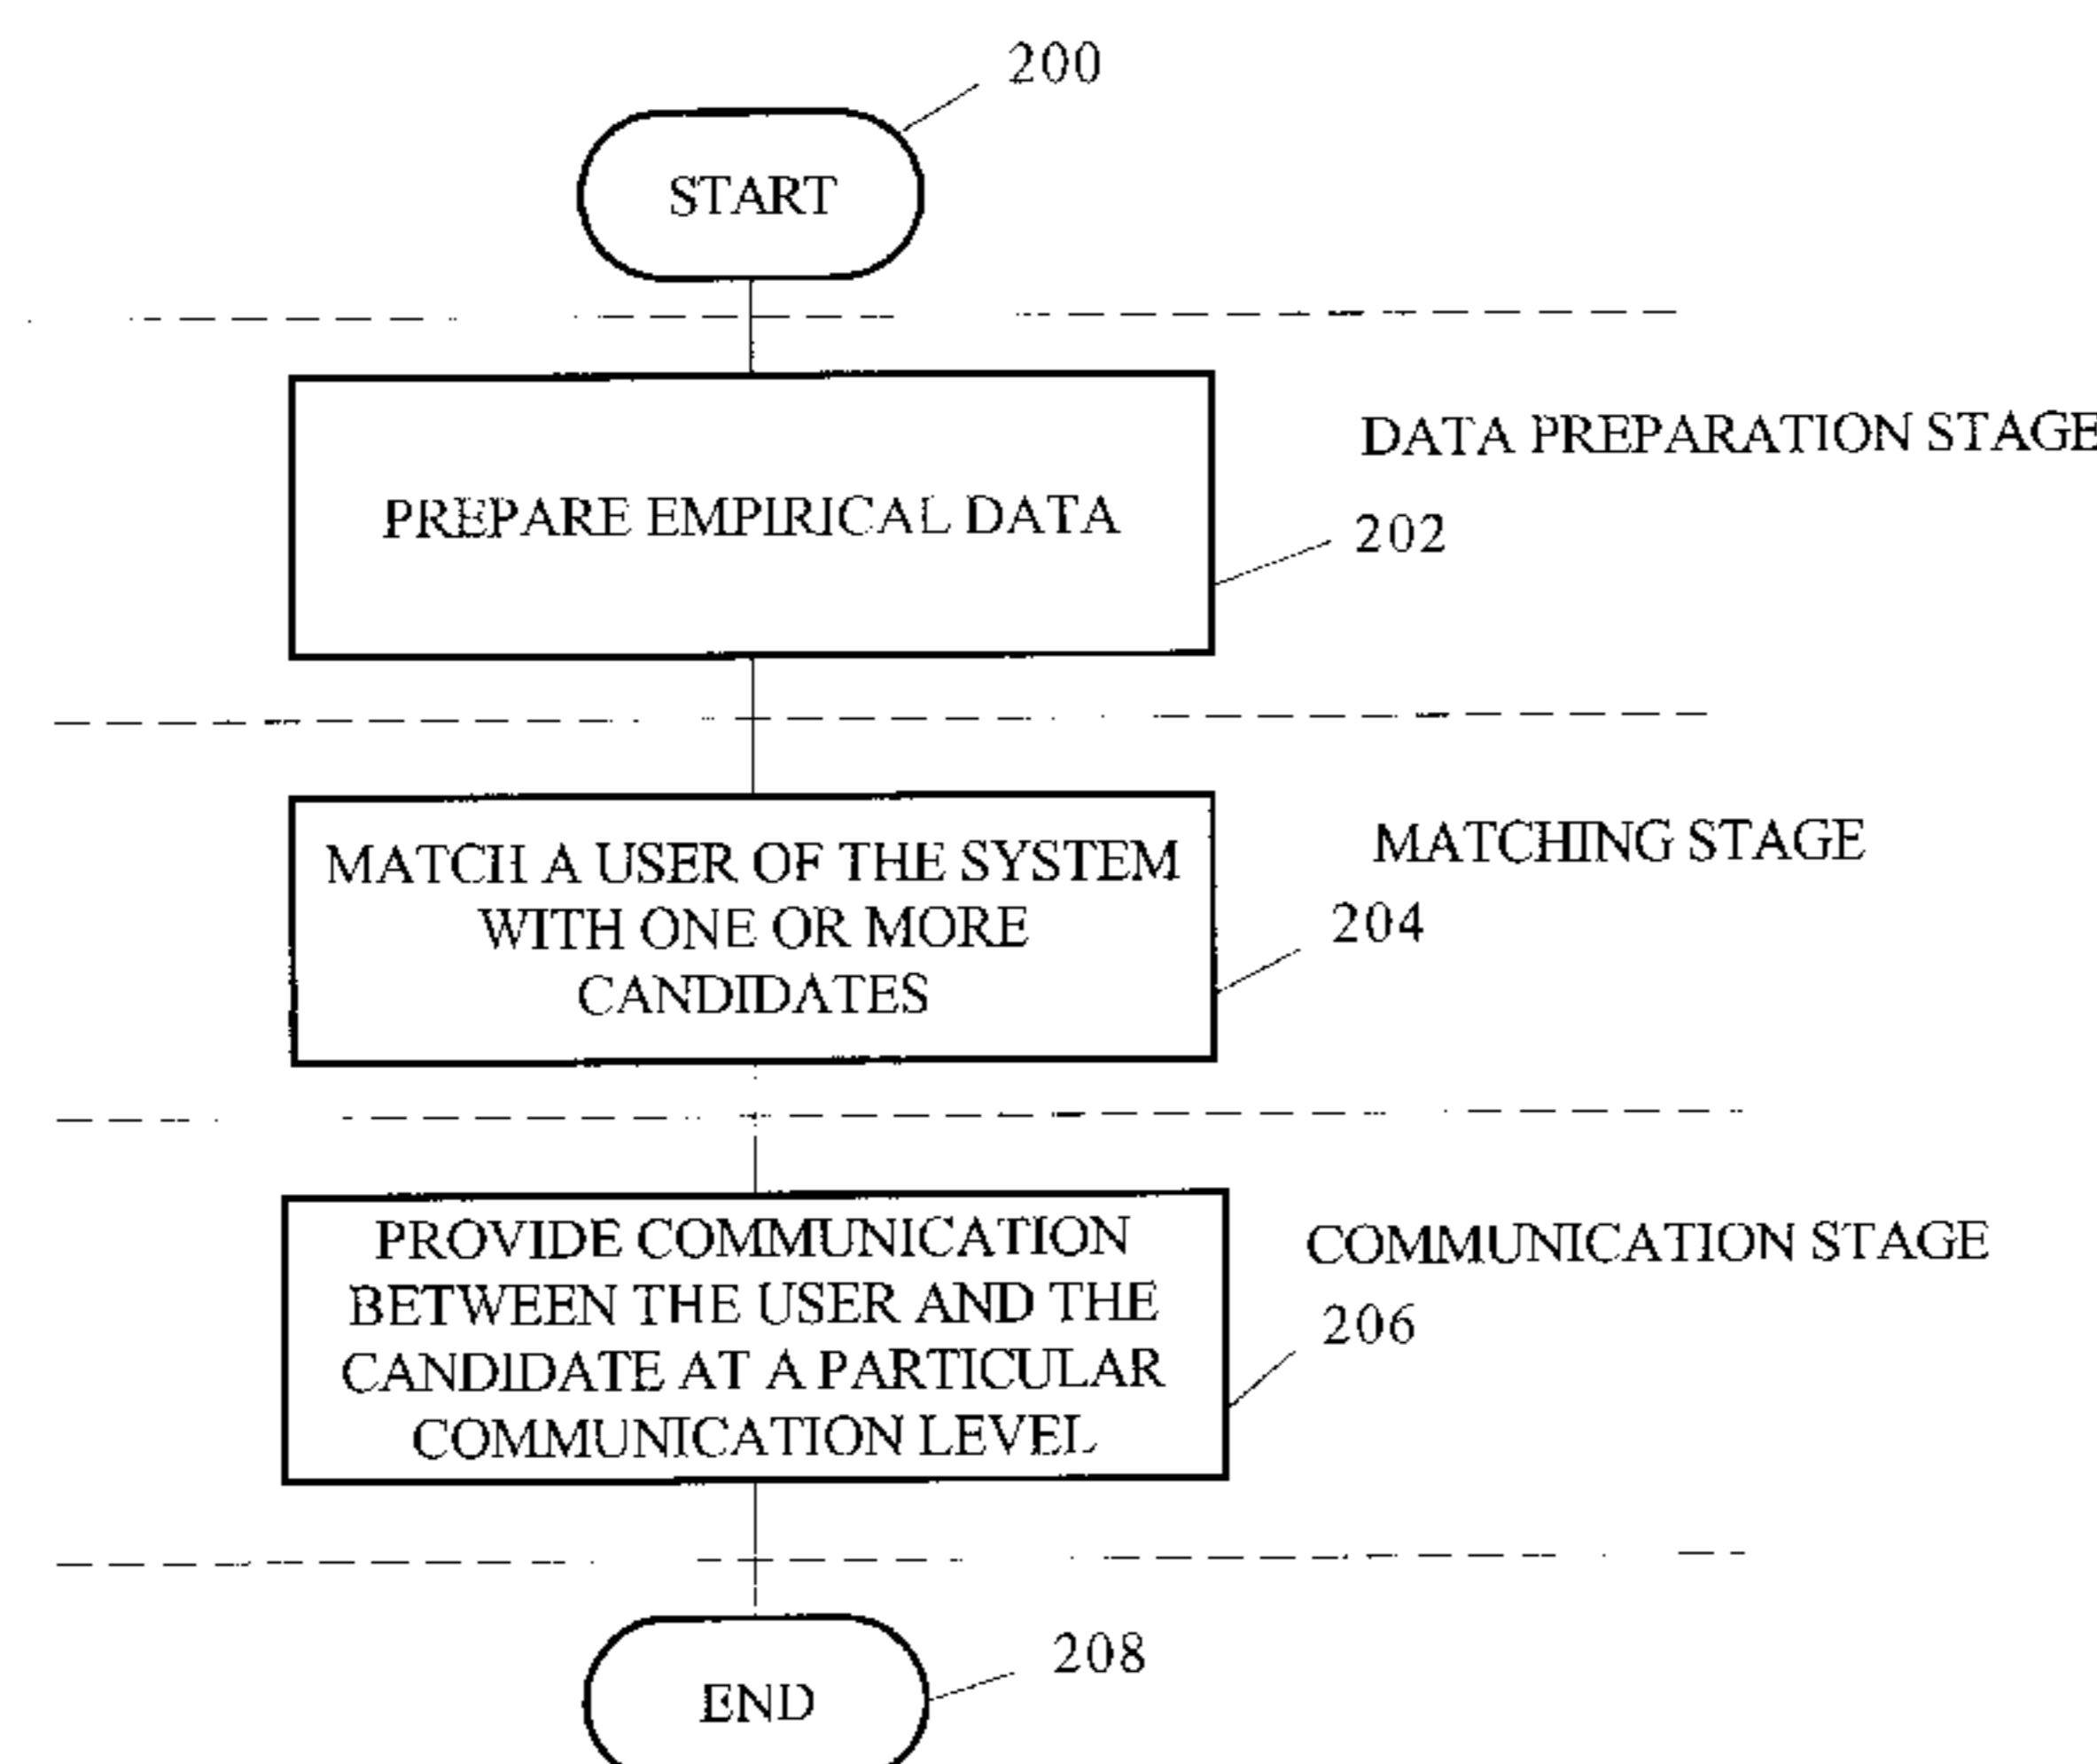 200
START
DATA PREPARATION STAGE
PREPARE EMPIRICAL DATA
202
MATCHING STAGE
MATCH A USER OF THE SYSTEM
WITH ONE OR MORE
CANDIDATES
204
COMMUNICATION STAGE
PROVIDE COMMUNICATION
BETWEEN THE USER AND THE
CANDIDATE AT A PARTICULAR
COMMUNICATION LEVEL
206
208
END